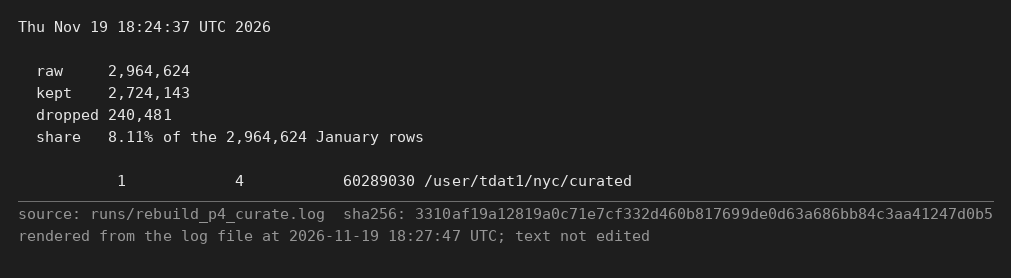 Thu Nov 19 18:24:37 UTC 2026
raw 2,964,624
kept 2,724,143
dropped 240,481
share 8.11% of the 2,964,624 January rows
1 4 60289030 /user/tdat1/nyc/curated
source: runs/rebuild_p4_curate.log sha256: 3310af19a12819a0c71e7cf332d460b817699de0d63a686bb84c3aa41247d0b5
rendered from the log file at 2026-11-19 18:27:47 UTC; text not edited